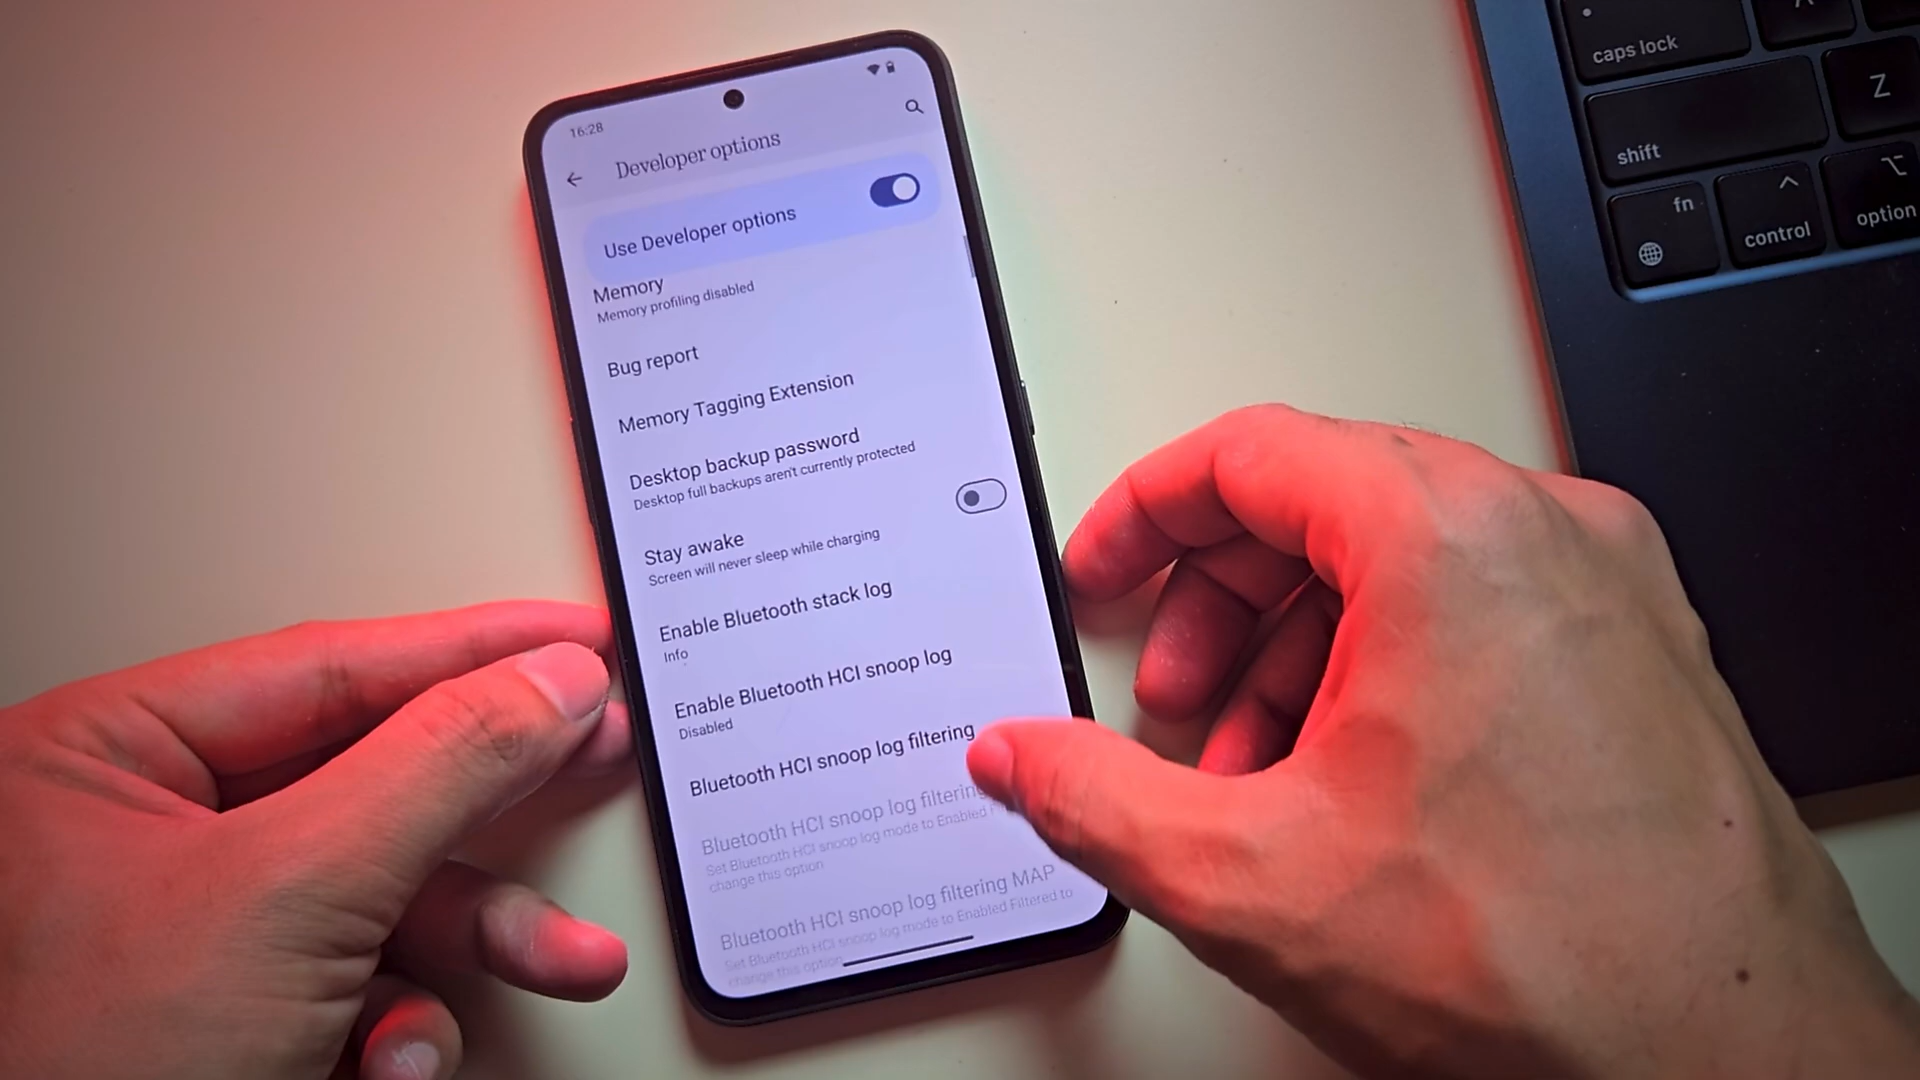 16:28
Developer options
Use Developer options
Memory
Memory profiling disabled
Bug report
Memory Tagging Extension
Desktop backup password
Desktop full backups aren't currently protected
Stay awake
Screen will never sleep while charging
Enable Bluetooth stack log
Info
Enable Bluetooth HCI snoop log
Disabled
Bluetooth HCI snoop log filtering
Bluetooth HCI snoop log filtering
Set Bluetooth HCI snoop log mode to Enabled
change this option
Bluetooth HCI snoop log filtering MAP
Set Bluetooth HCI snoop log mode to Enabled Filtered to
change this option
caps lock
Z
shift
fn
control
option